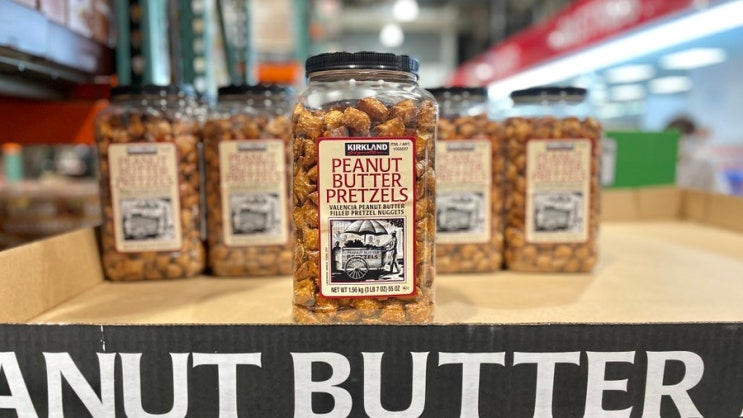 KIRKLAND
Signature
PEANUT
BUTTER
PRETZELS
VALENCIA PEANUT BUTTER
FILLED PRETZEL NUGGETS
PRETZELS
NET WT 1.56 kg (3 LB 7 OZ) 55 OZ
ANUT BUTTER